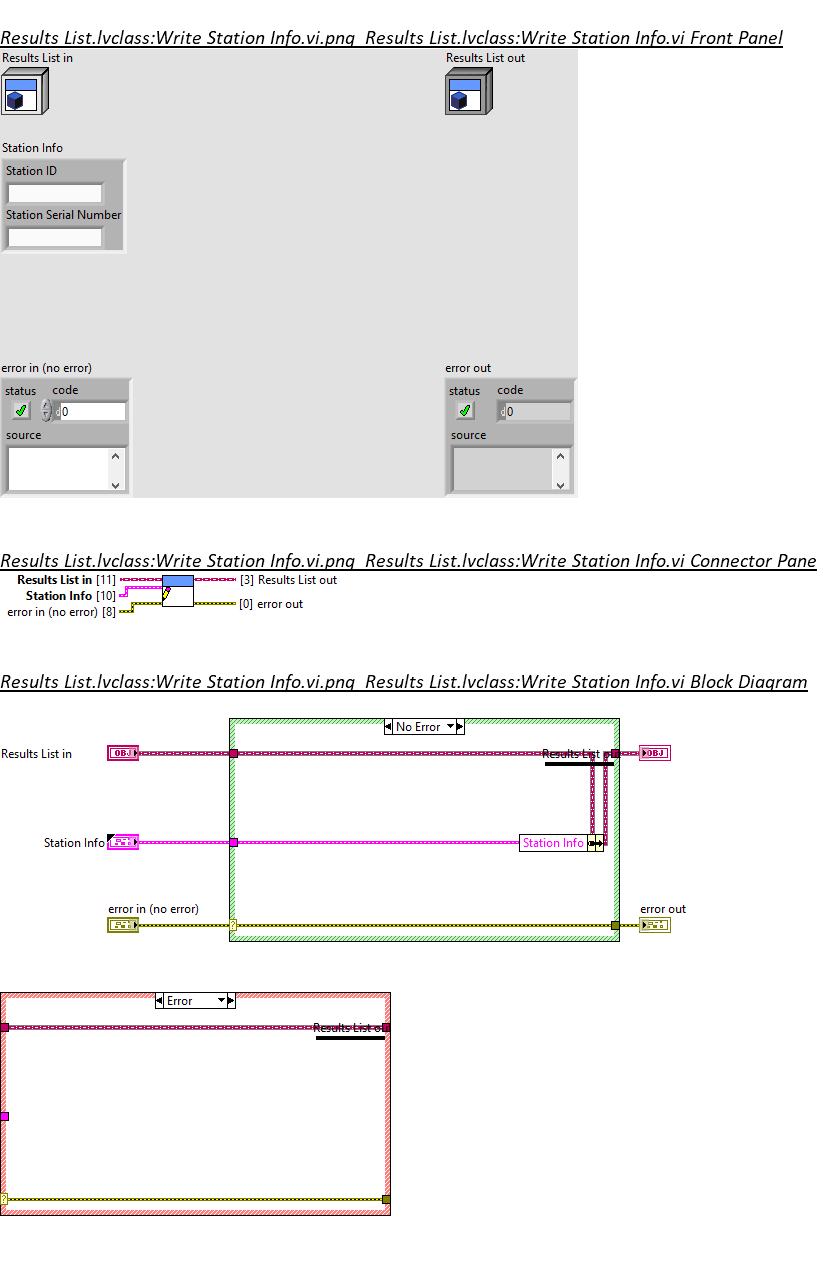 Results List.lvclass:Write Station Info.vi.png Results List.lvclass:Write Station Info.vi Front Panel
Results List in Results List out
Station Info
Station ID
Station Serial Number
error in (no error) error out
status code status code
d 0 d 0
source source
Results List.lvclass:Write Station Info.vi.png Results List.lvclass:Write Station Info.vi Connector Pane
Results List in [11] [3] Results List out
Station Info [10]
[0] error out
error in (no error) [8]
Results List.lvclass:Write Station Info.vi.png Results List.lvclass:Write Station Info.vi Block Diagram
No Error
Results List in OBJ Results List OBJ
Station Info Station Info
error in (no error) error out
?
Error
Results List
?